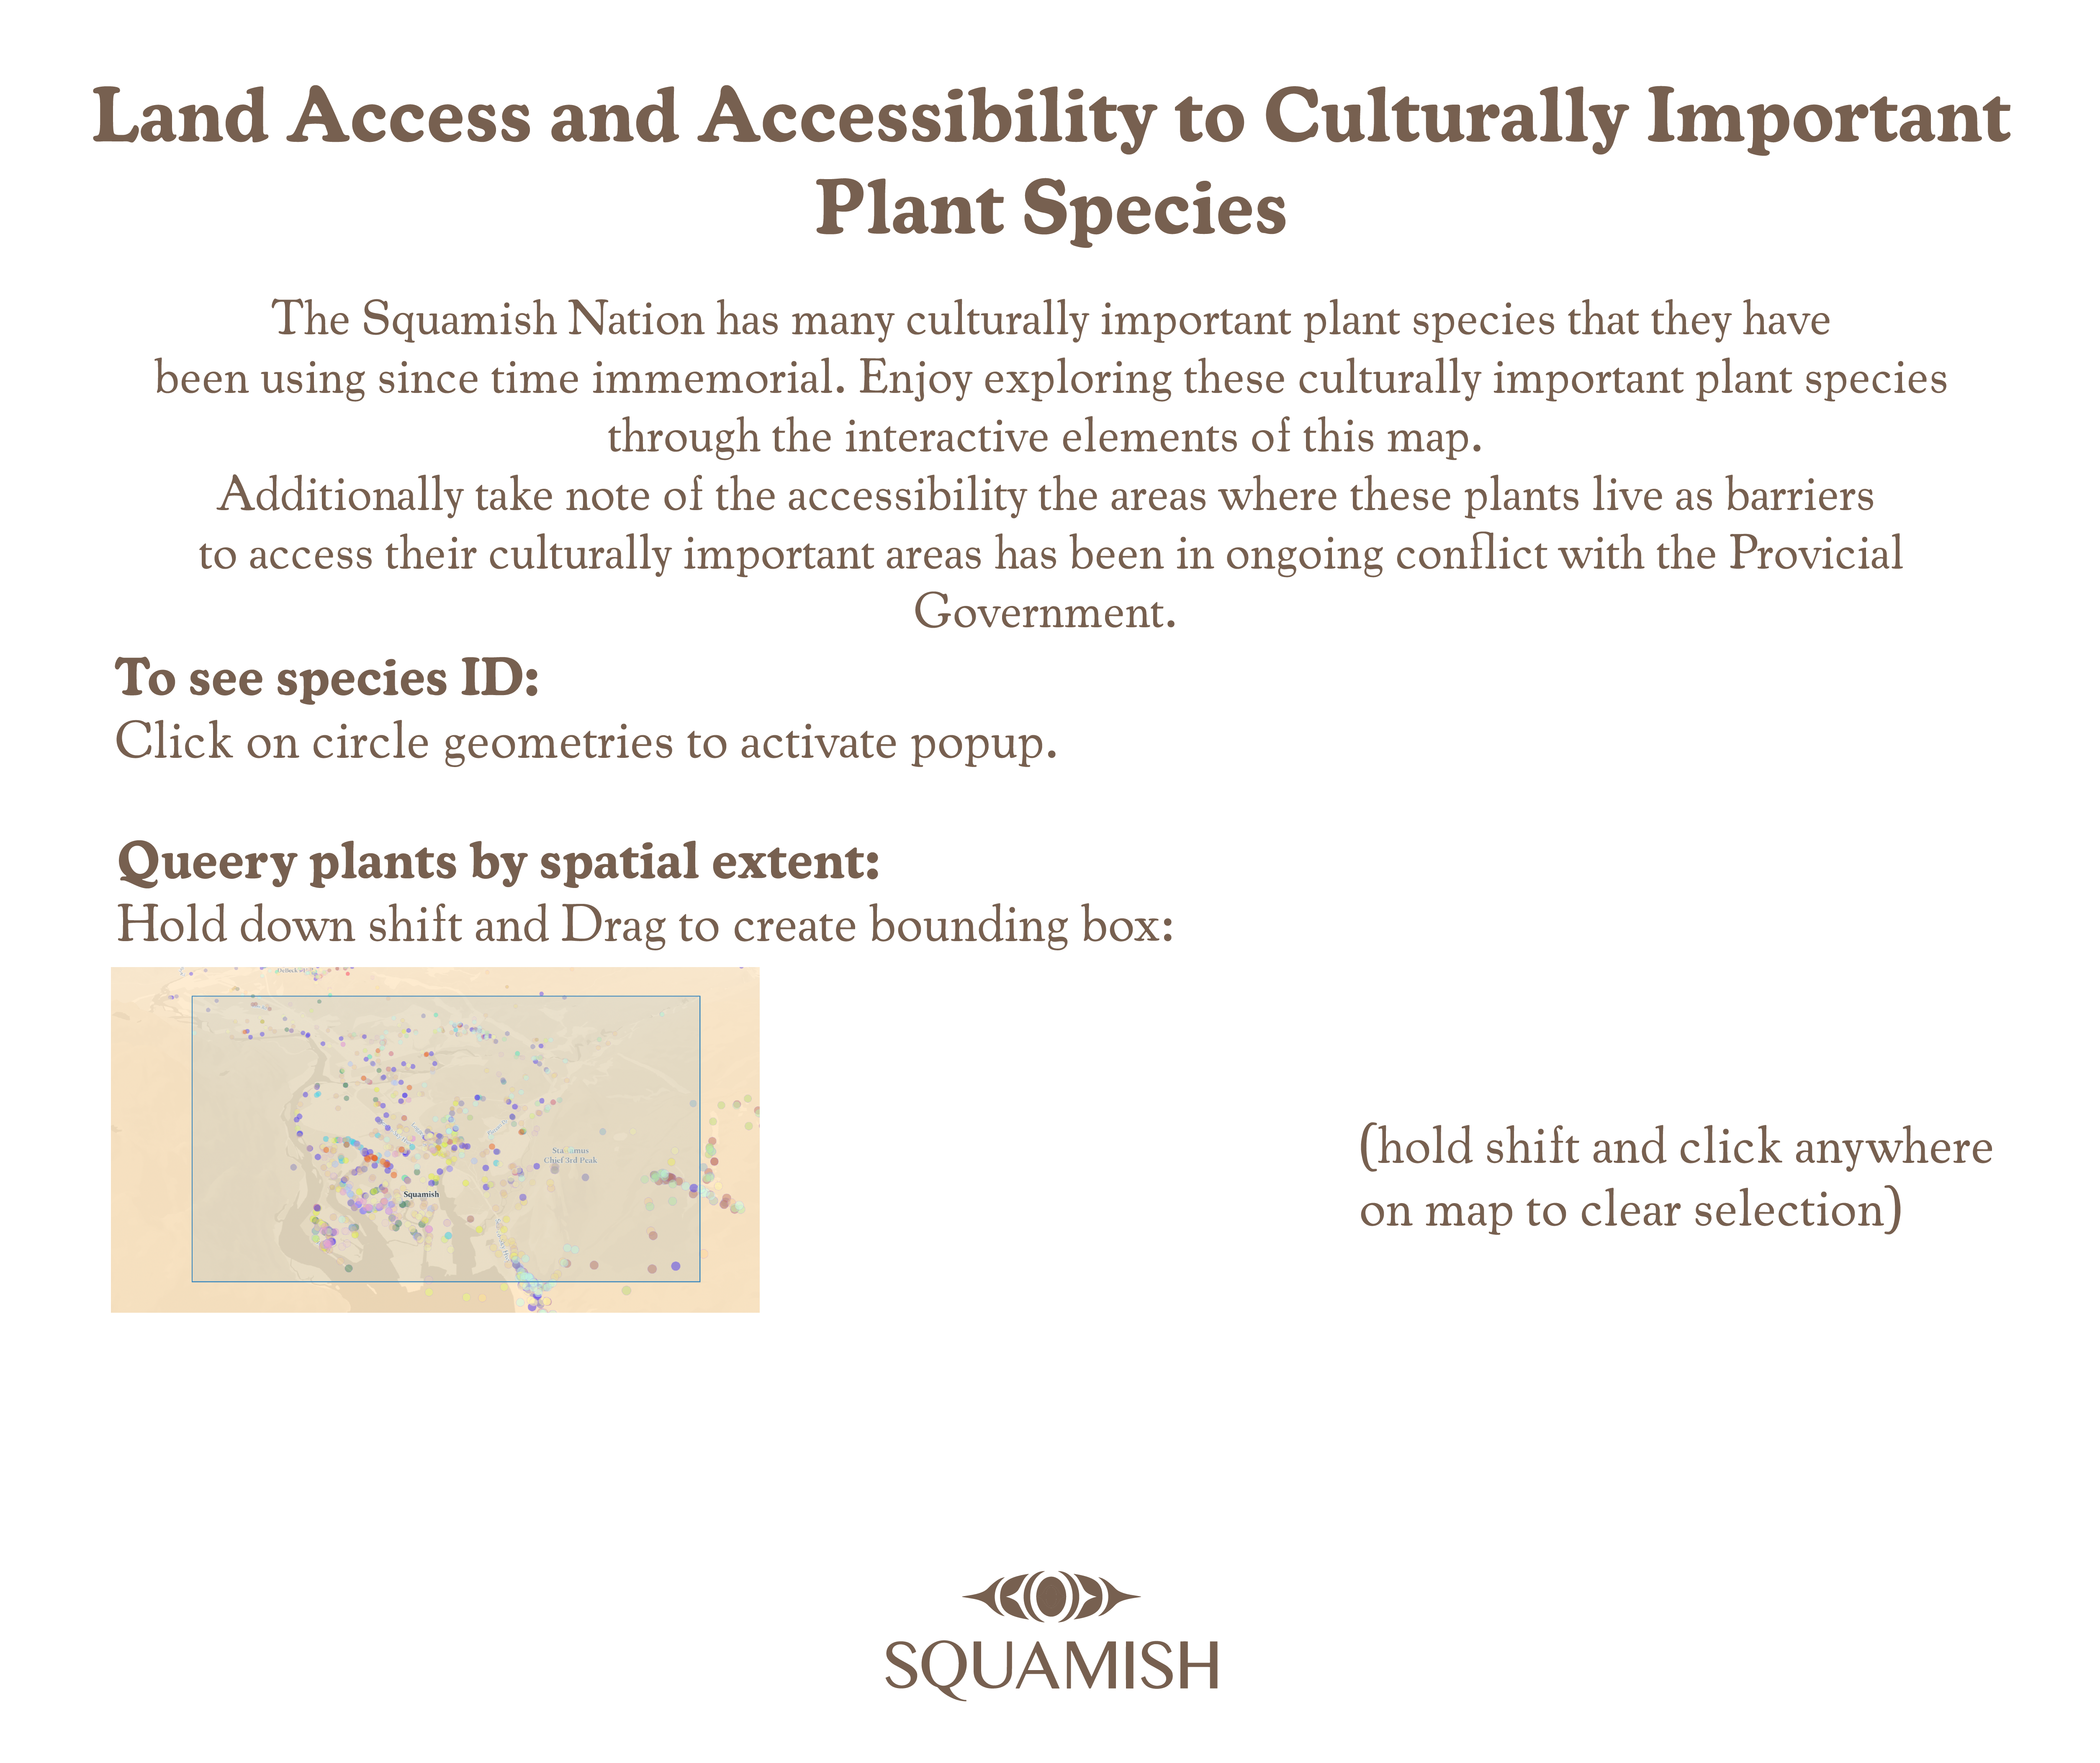 Land Access and Accessibility to Culturally Important
Plant Species
The Squamish Nation has many culturally important plant species that they have
been using since time immemorial. Enjoy exploring these culturally important plant species
through the interactive elements of this map.
Additionally take note of the accessibility the areas where these plants live as barriers
to access their culturally important areas has been in ongoing conflict with the Provicial
Government.
To see species ID:
Click on circle geometries to activate popup.
Queery plants by spatial extent:
Hold down shift and Drag to create bounding box:
Chief 3rd Peak
Squamish
(hold shift and click anywhere
on map to clear selection)
SQUAMISH